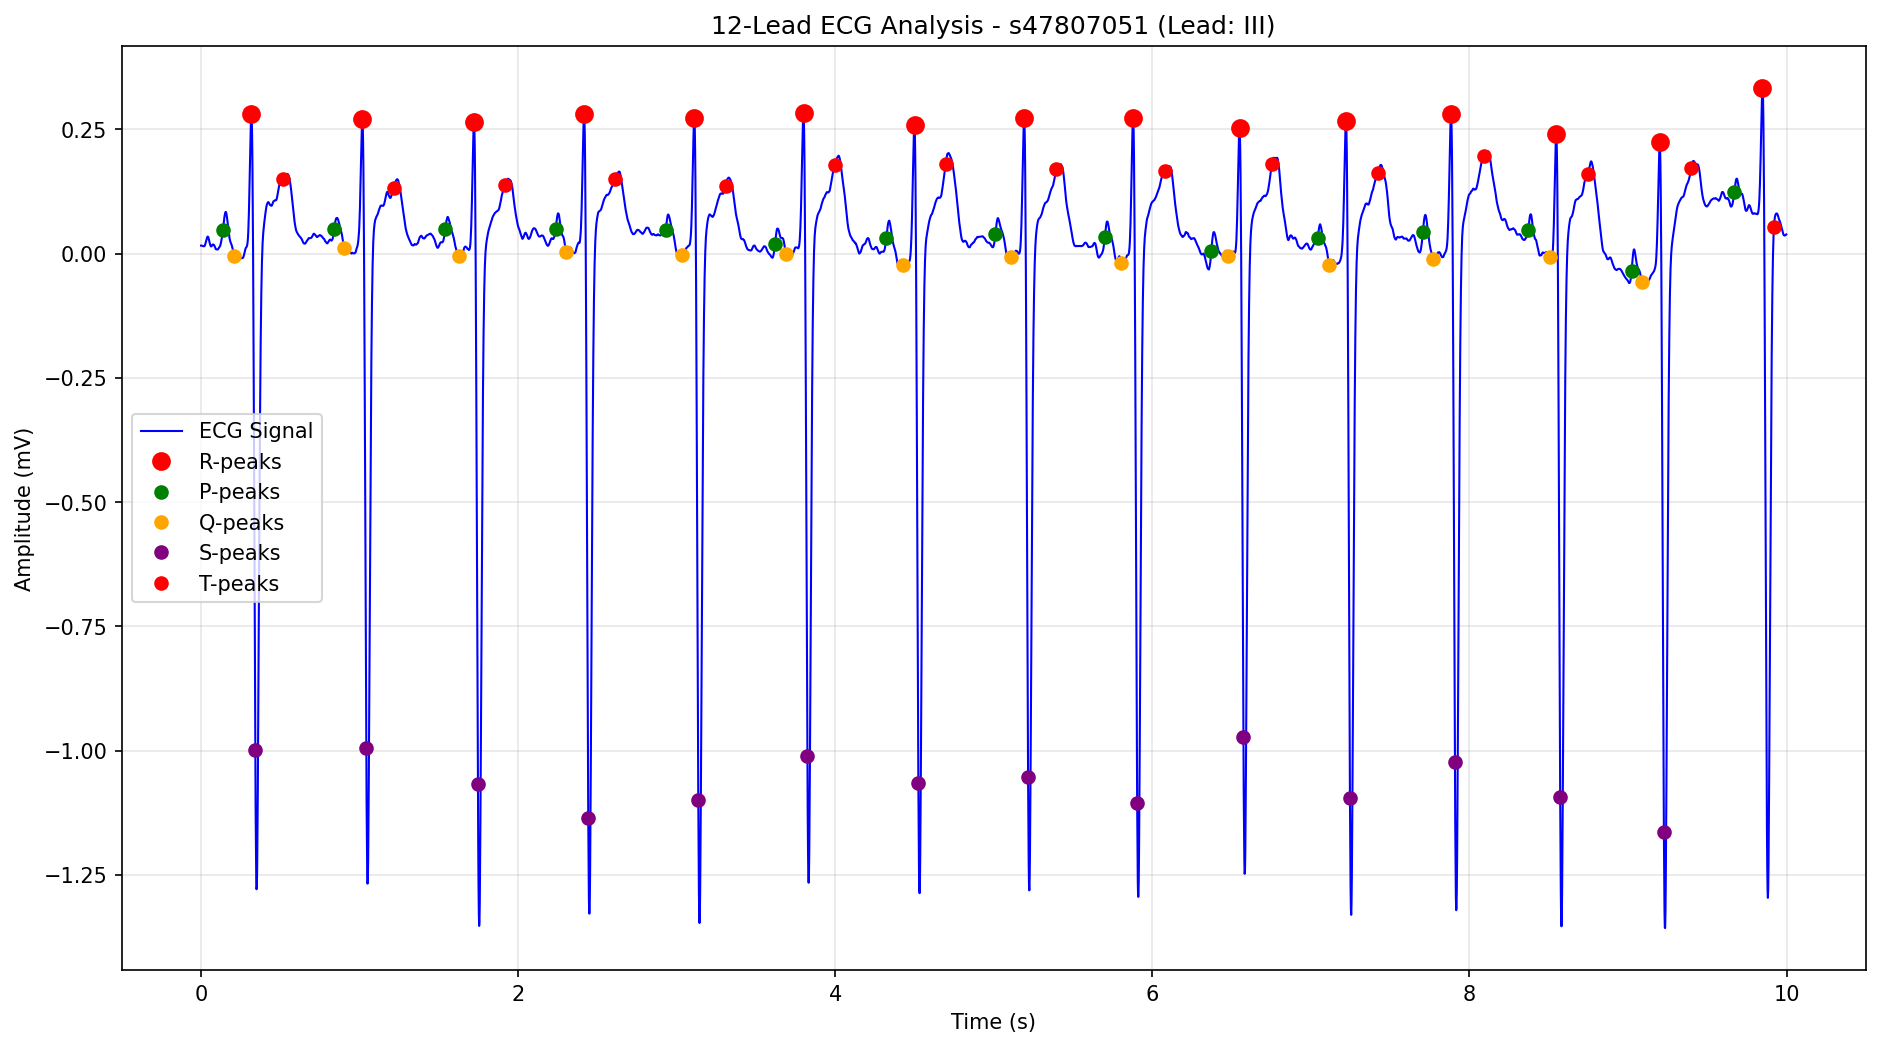 12-Lead ECG Analysis - s47807051 (Lead: III)
0.25
0.00
−0.25
−0.50
−0.75
−1.00
−1.25
Amplitude (mV)
ECG Signal
R-peaks
P-peaks
Q-peaks
S-peaks
T-peaks
0 2 4 6 8 10
Time (s)